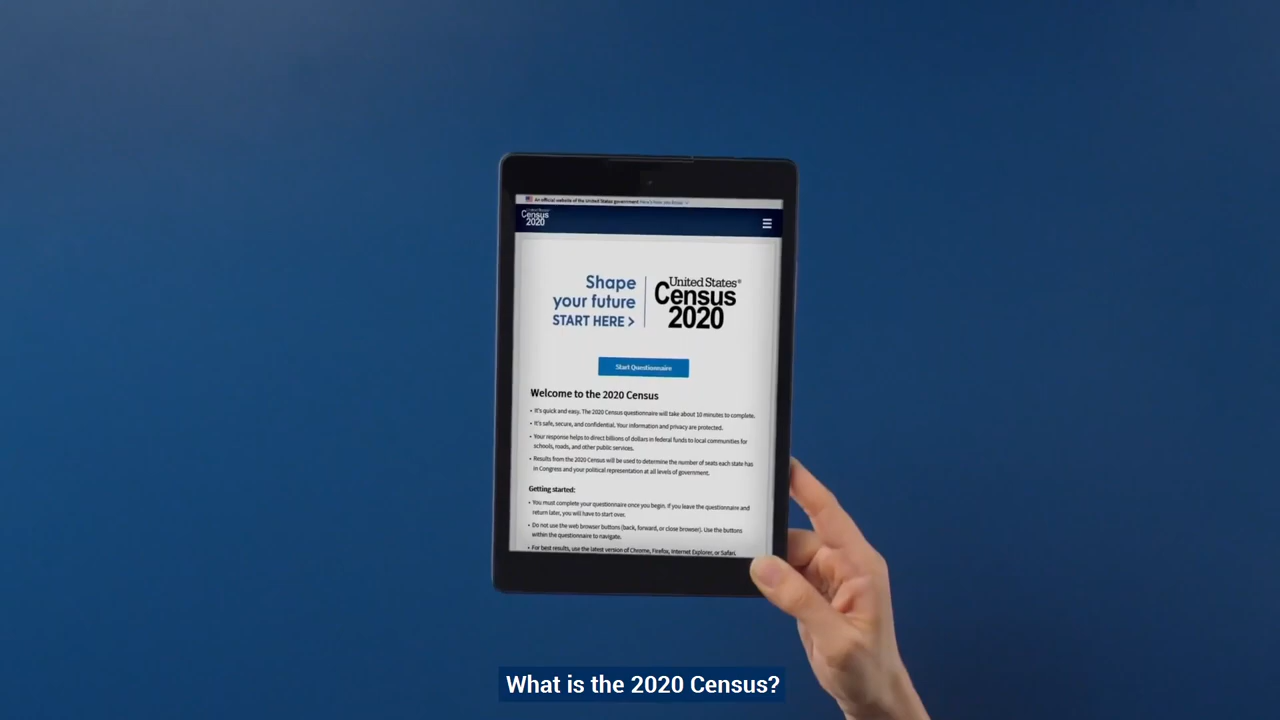 An official website of the United States government Here's how you know
United States
Census
2020
Shape
your future
START HERE >
United States®
Census
2020
Start Questionnaire
Welcome to the 2020 Census
• It's quick and easy. The 2020 Census questionnaire will take about 10 minutes to complete.
• It's safe, secure, and confidential. Your information and privacy are protected.
• Your response helps to direct billions of dollars in federal funds to local communities for
schools, roads, and other public services.
• Results from the 2020 Census will be used to determine the number of seats each state has
in Congress and your political representation at all levels of government.
Getting started:
• You must complete your questionnaire once you begin. If you leave the questionnaire and
return later, you will have to start over.
• Do not use the web browser buttons (back, forward, or close browser). Use the buttons
within the questionnaire to navigate.
• For best results, use the latest version of Chrome, Firefox, Internet Explorer, or Safari.
What is the 2020 Census?